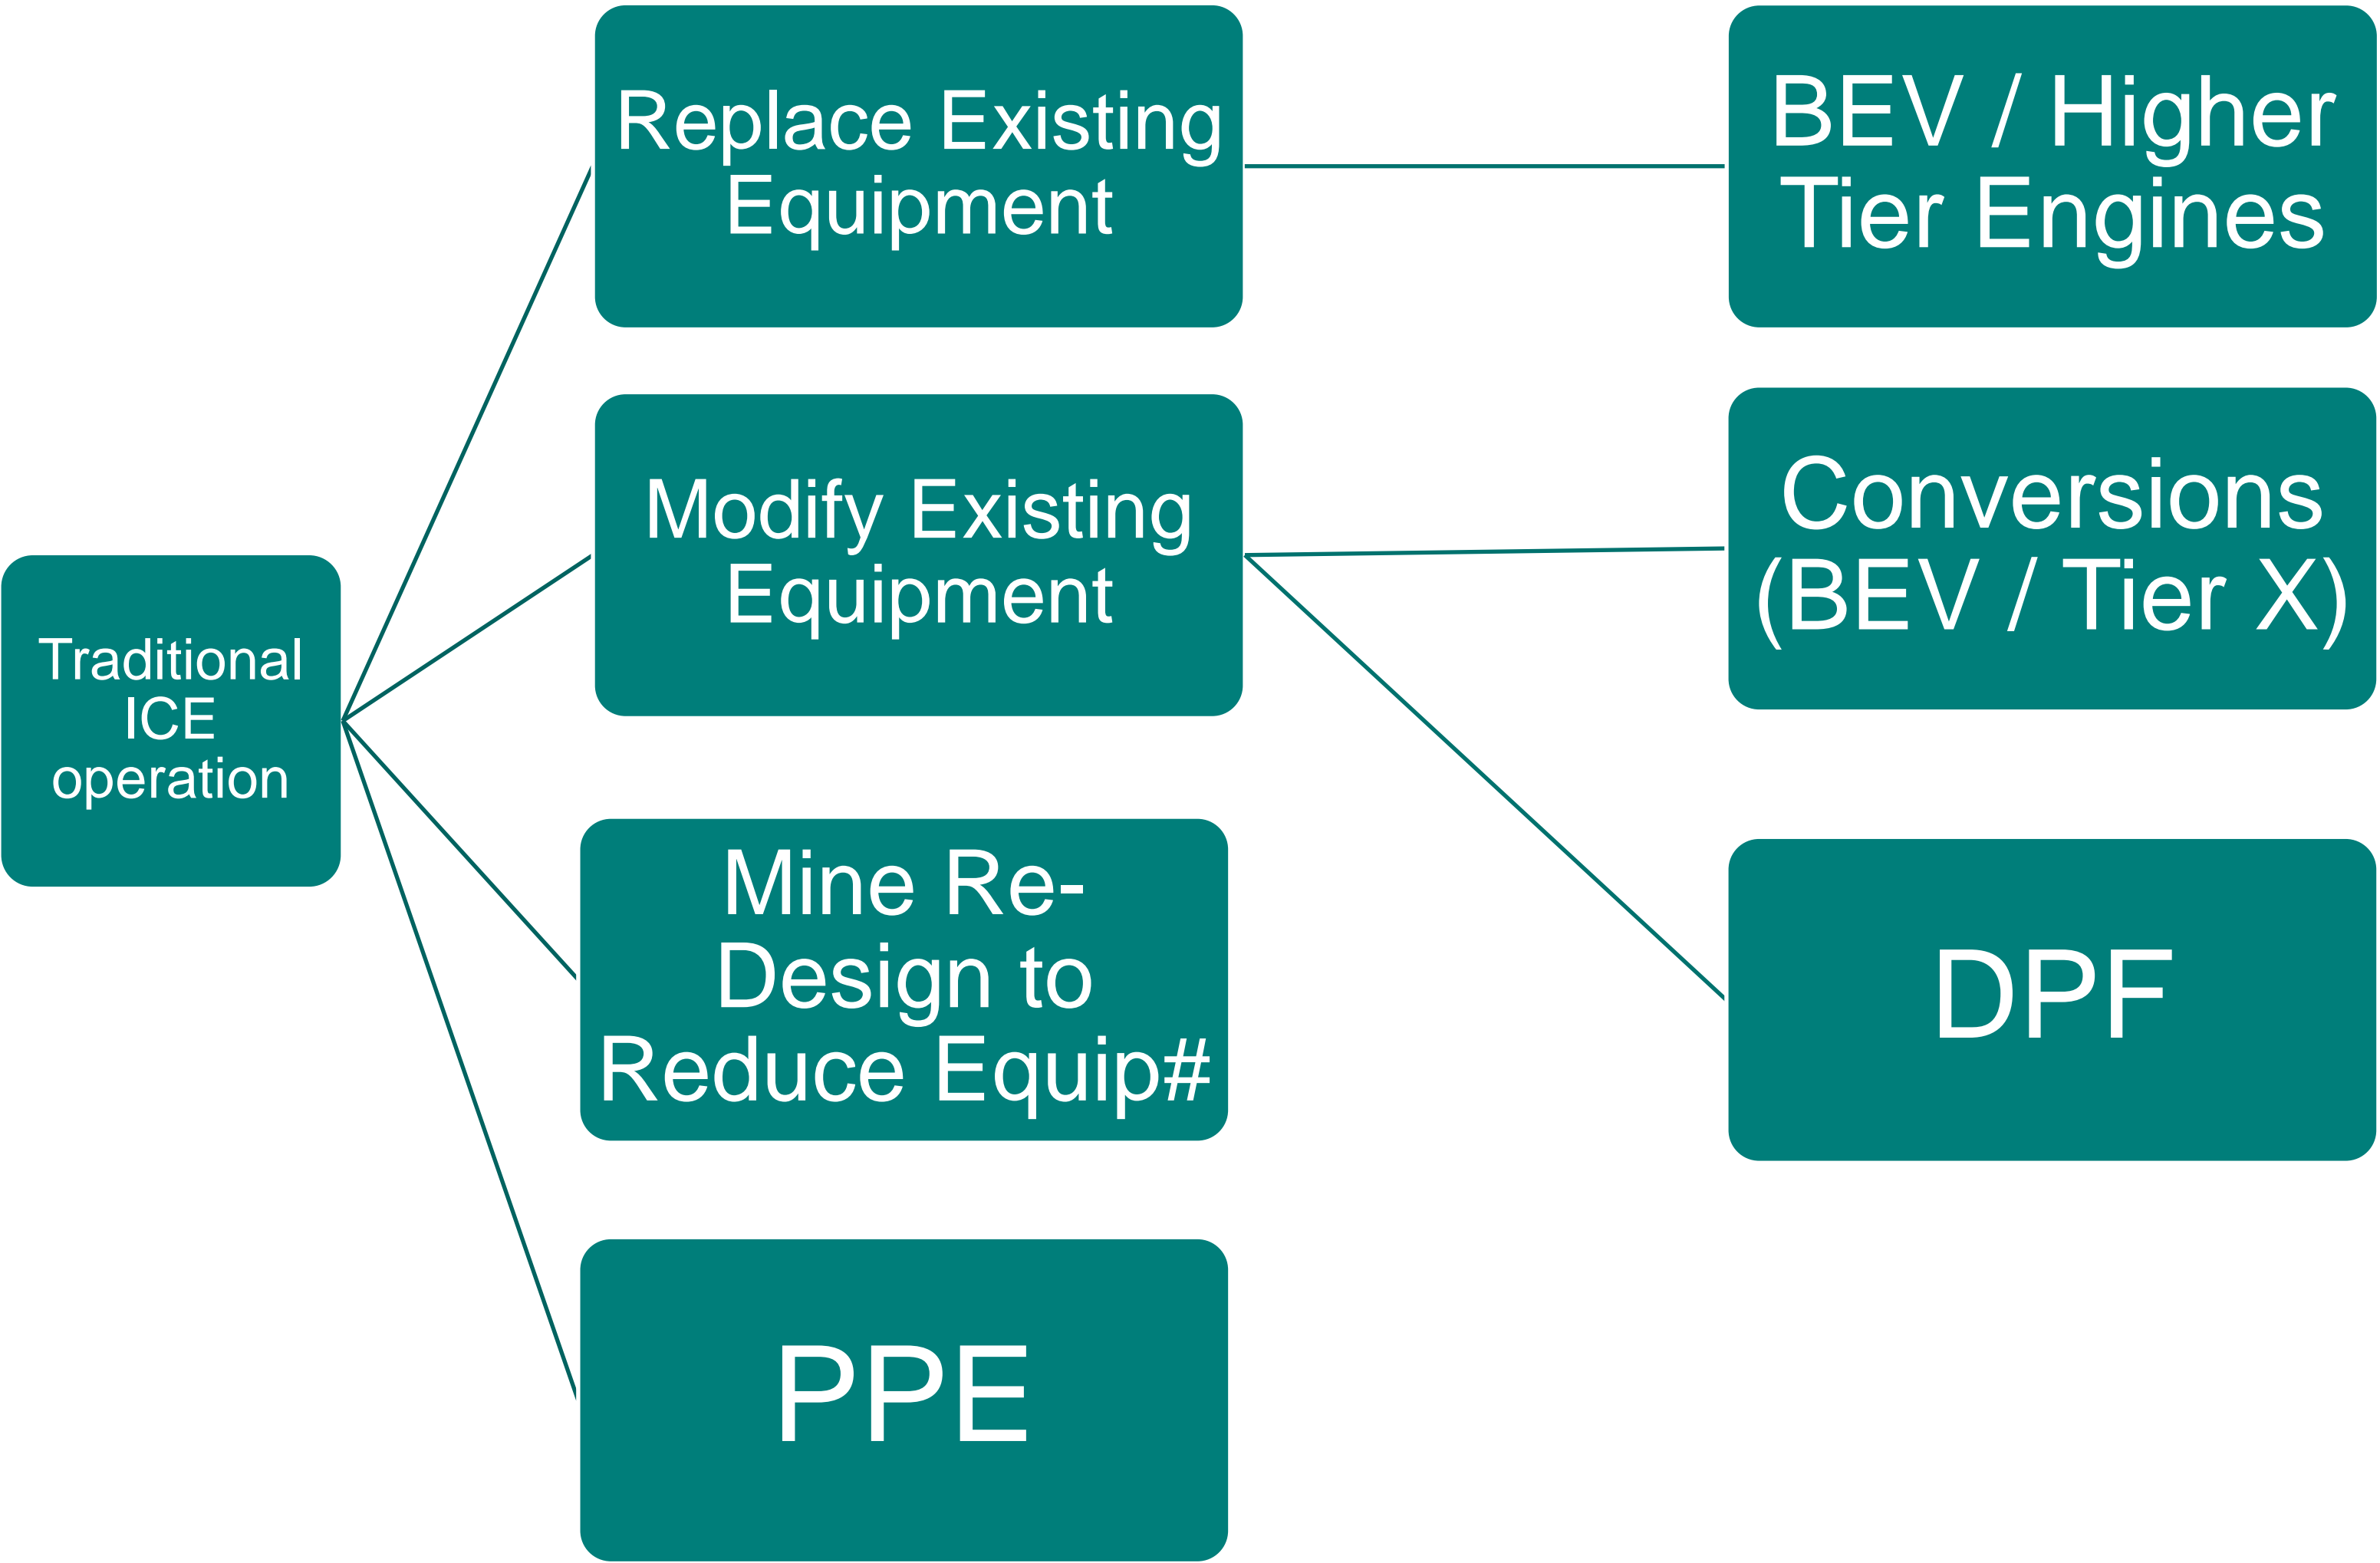 Traditional
ICE
operation
Replace Existing
Equipment
Modify Existing
Equipment
Mine Re-
Design to
Reduce Equip#
PPE
BEV / Higher
Tier Engines
Conversions
(BEV / Tier X)
DPF